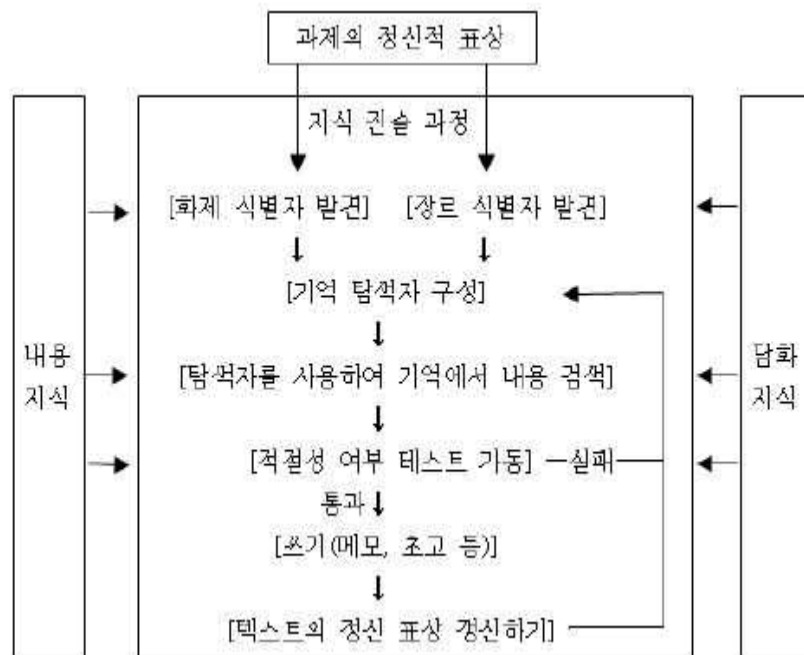 과제의 정신적 표상
지식 진술 과정
[화제 식별자 발견] [장르 식별자 발견]
[기억 탐색자 구성]
내용
지식
[탐색자를 사용하여 기억에서 내용 검색]
담화
지식
[적절성 여부 테스트 가동] 실패
통과
[쓰기(메모, 초고 등)]
[텍스트의 정신 표상 갱신하기]